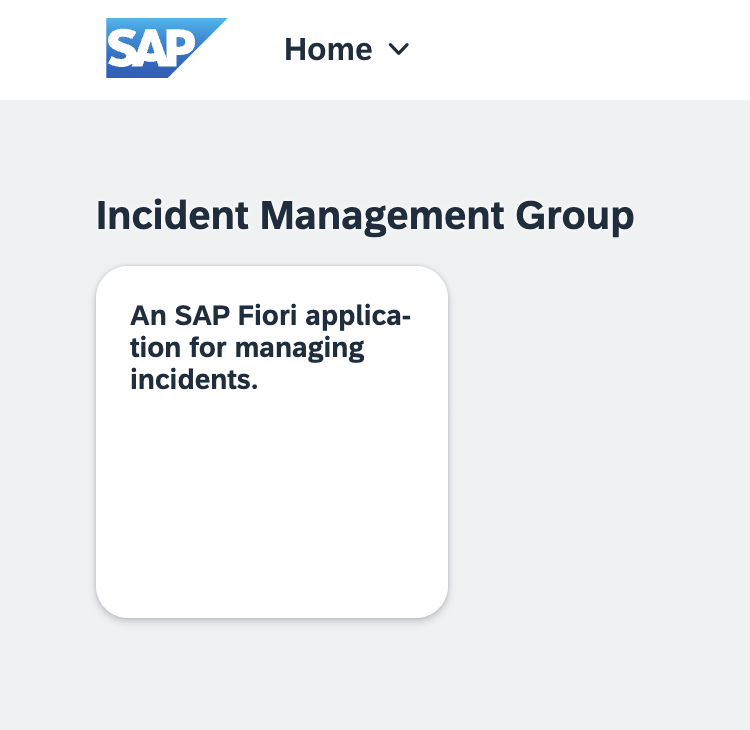 SAP
Home
Incident Management Group
An SAP Fiori applica-
tion for managing
incidents.